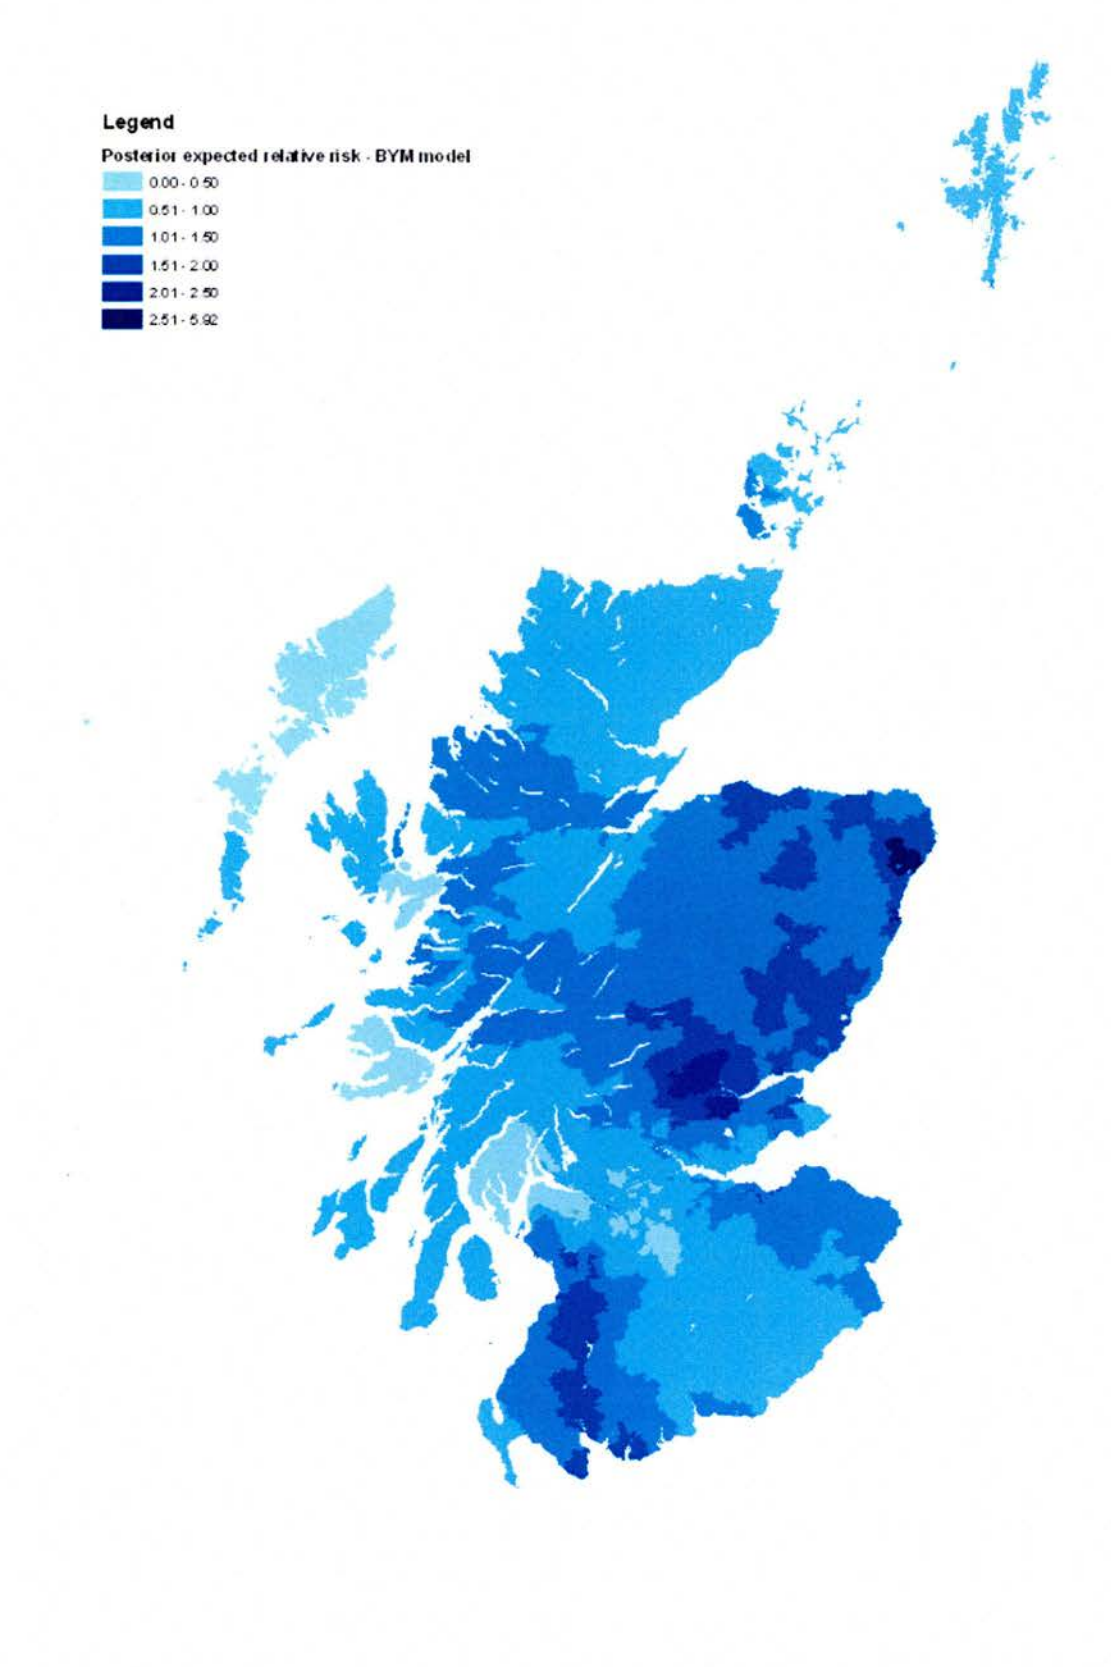 Legend
Posterior expected relative risk - BYM model
0.00 - 0.50
0.51 - 1.00
1.01 - 1.50
1.51 - 2.00
2.01 - 2.50
2.51 - 5.92